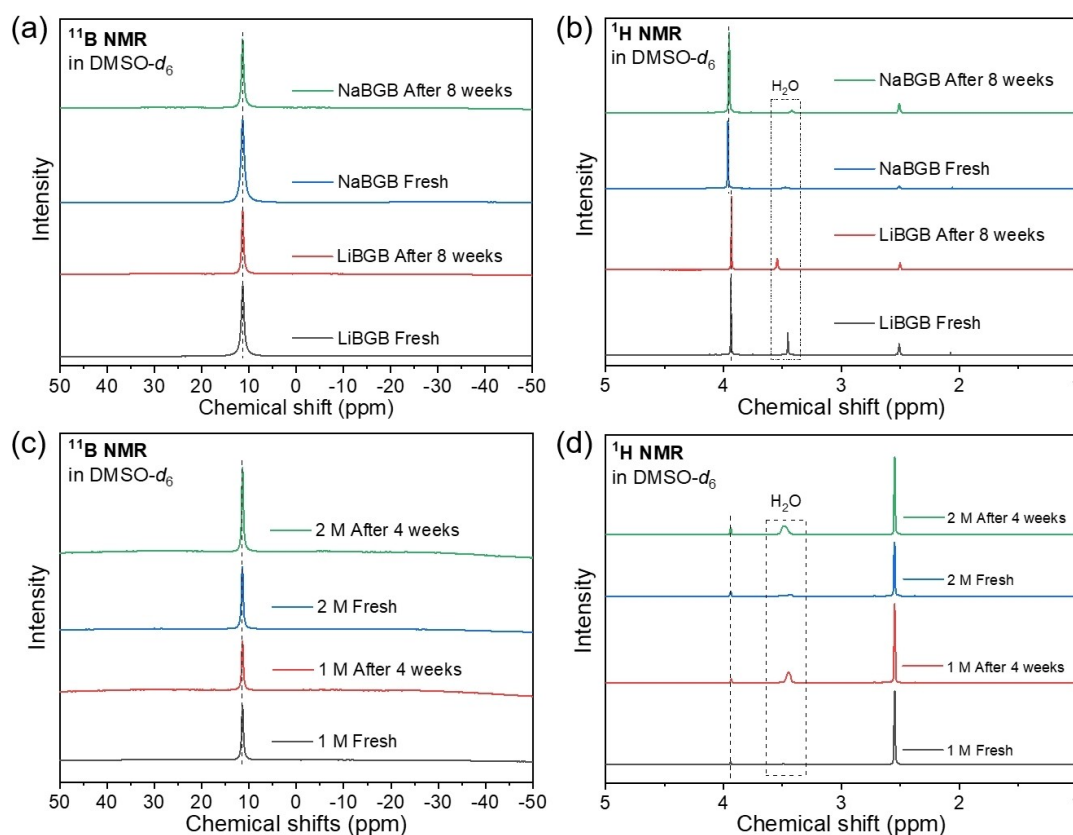 (a)
¹¹B NMR
in DMSO-d₆
NaBGB After 8 weeks
NaBGB Fresh
LiBGB After 8 weeks
LiBGB Fresh
Intensity
50 40 30 20 10 0 -10 -20 -30 -40 -50
Chemical shift (ppm)
(b)
¹H NMR
in DMSO-d₆
H₂O
NaBGB After 8 weeks
NaBGB Fresh
LiBGB After 8 weeks
LiBGB Fresh
Intensity
5 4 3 2 1
Chemical shift (ppm)
(c)
¹¹B NMR
in DMSO-d₆
2 M After 4 weeks
2 M Fresh
1 M After 4 weeks
1 M Fresh
Intensity
50 40 30 20 10 0 -10 -20 -30 -40 -50
Chemical shifts (ppm)
(d)
¹H NMR
in DMSO-d₆
H₂O
2 M After 4 weeks
2 M Fresh
1 M After 4 weeks
1 M Fresh
Intensity
5 4 3 2 1
Chemical shift (ppm)